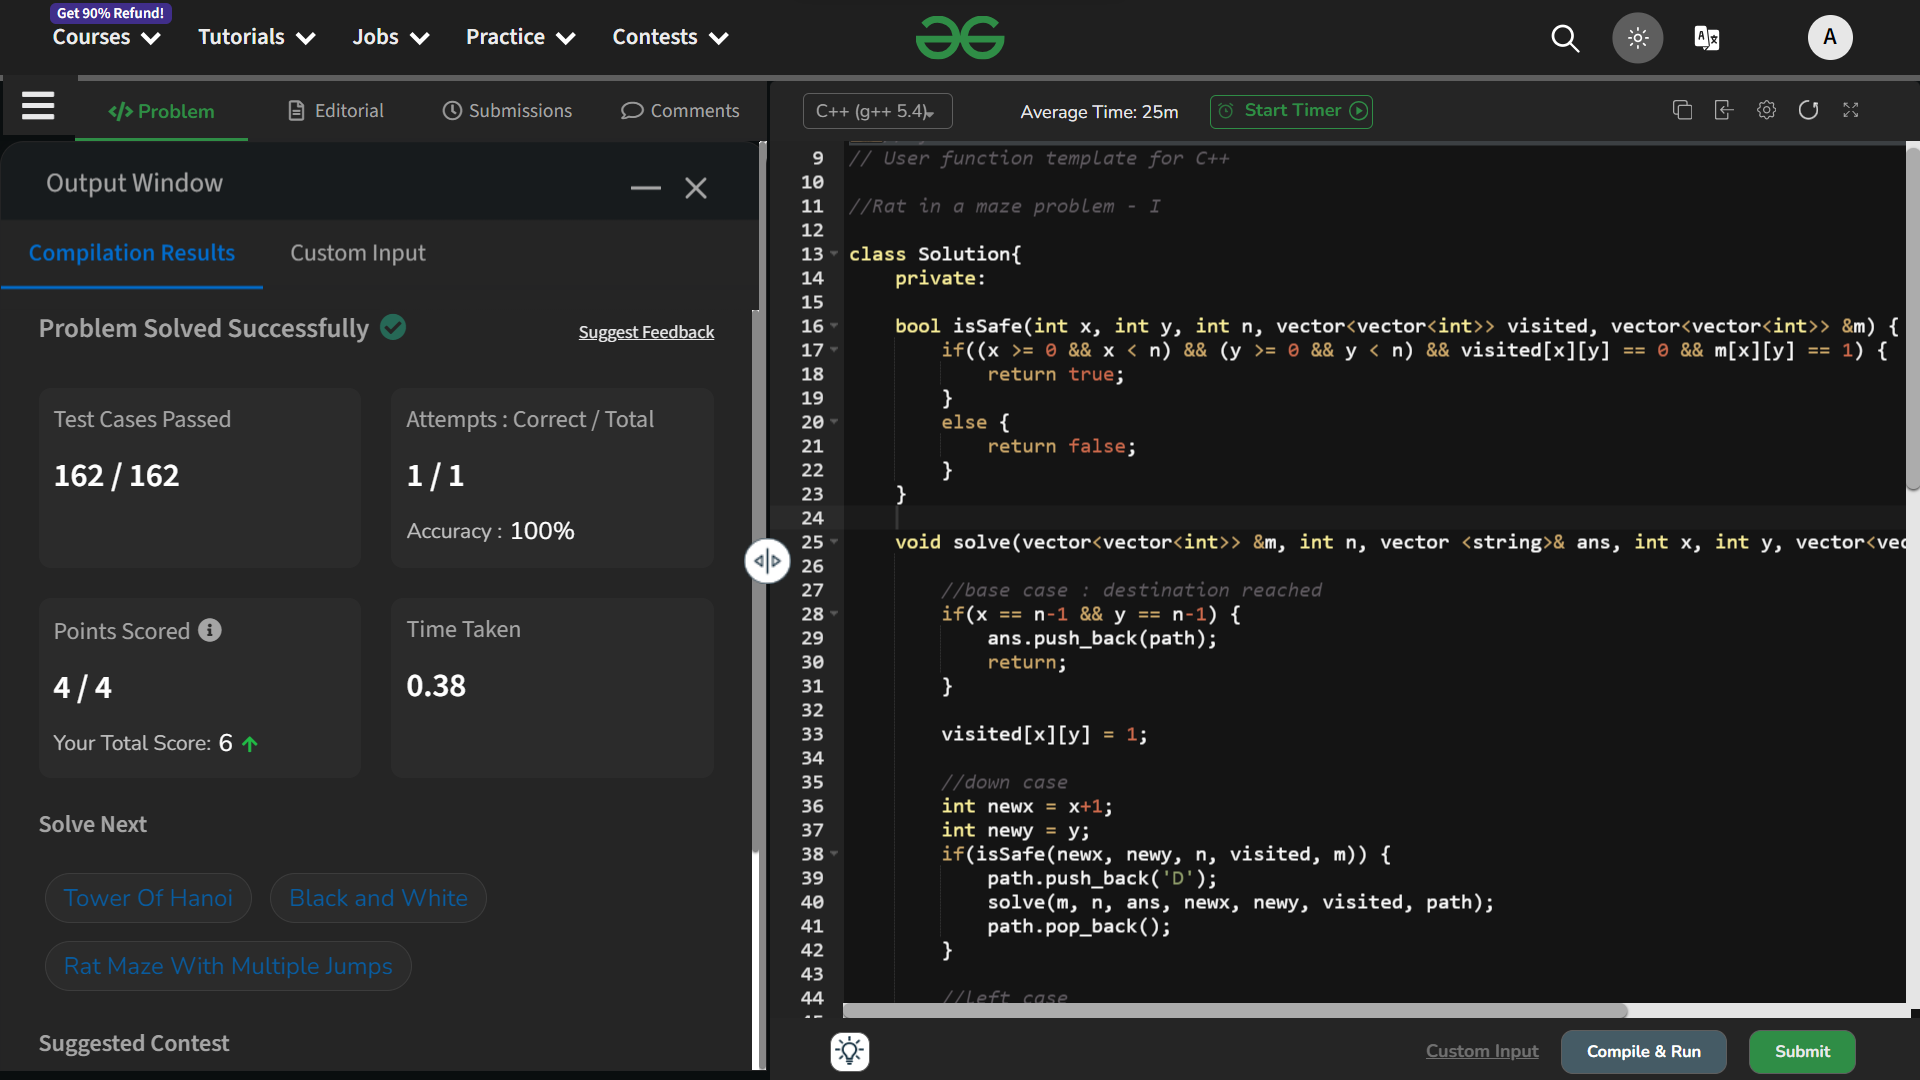 Get 90% Refund!
Courses
Tutorials
Jobs
Practice
Contests
A
</> Problem
Editorial
Submissions
Comments
Output Window
Compilation Results
Custom Input
Problem Solved Successfully
Suggest Feedback
Test Cases Passed
162 / 162
Attempts : Correct / Total
1 / 1
Accuracy : 100%
Points Scored
4 / 4
Your Total Score: 6
Time Taken
0.38
Solve Next
Tower Of Hanoi
Black and White
Rat Maze With Multiple Jumps
Suggested Contest
C++ (g++ 5.4)
Average Time: 25m
Start Timer
9 // User function template for C++
10
11 //Rat in a maze problem - I
12
13 class Solution{
14 private:
15
16 bool isSafe(int x, int y, int n, vector<vector<int>> visited, vector<vector<int>> &m) {
17 if((x >= 0 && x < n) && (y >= 0 && y < n) && visited[x][y] == 0 && m[x][y] == 1) {
18 return true;
19 }
20 else {
21 return false;
22 }
23 }
24
25 void solve(vector<vector<int>> &m, int n, vector <string>& ans, int x, int y, vector<vec
26
27 //base case : destination reached
28 if(x == n-1 && y == n-1) {
29 ans.push_back(path);
30 return;
31 }
32
33 visited[x][y] = 1;
34
35 //down case
36 int newx = x+1;
37 int newy = y;
38 if(isSafe(newx, newy, n, visited, m)) {
39 path.push_back('D');
40 solve(m, n, ans, newx, newy, visited, path);
41 path.pop_back();
42 }
43
44 //left case
Custom Input
Compile & Run
Submit